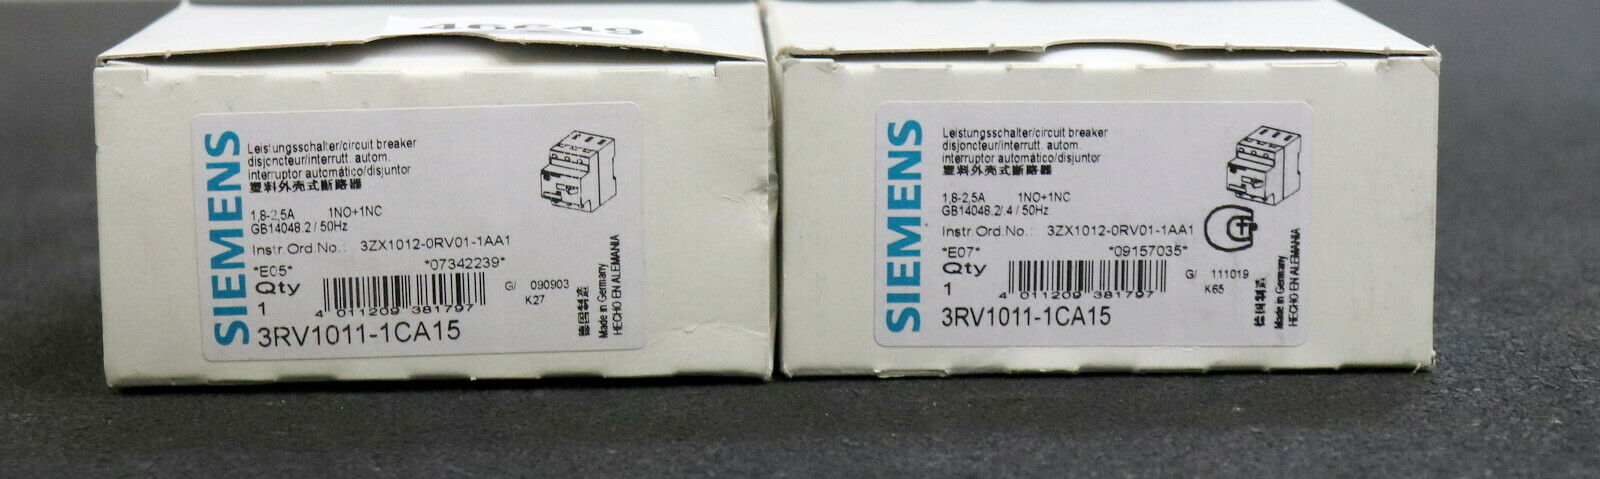 46649
SIEMENS
Leistungsschalter/circuit breaker
disjoncteur/interrutt. autom.
interruptor automático/disjuntor
塑料外壳式断路器
1,8-2,5A 1NO+1NC
GB14048.2/ 50Hz
Instr.Ord.No.: 3ZX1012-0RV01-1AA1
*E05* *07342239*
Qty
1
4 011209 381797
G/ 090903
K27
3RV1011-1CA15
德国制造
Made in Germany
HECHO EN ALEMANIA
SIEMENS
Leistungsschalter/circuit breaker
disjoncteur/interrutt. autom.
interruptor automático/disjuntor
塑料外壳式断路器
1,8-2,5A 1NO+1NC
GB14048.2/.4 / 50Hz
Instr.Ord.No.: 3ZX1012-0RV01-1AA1
*E07* *09157035*
Qty
1
4 011209 381797
G/ 111019
K65
3RV1011-1CA15
德国制造
Made in Germany
HECHO EN ALEMANIA